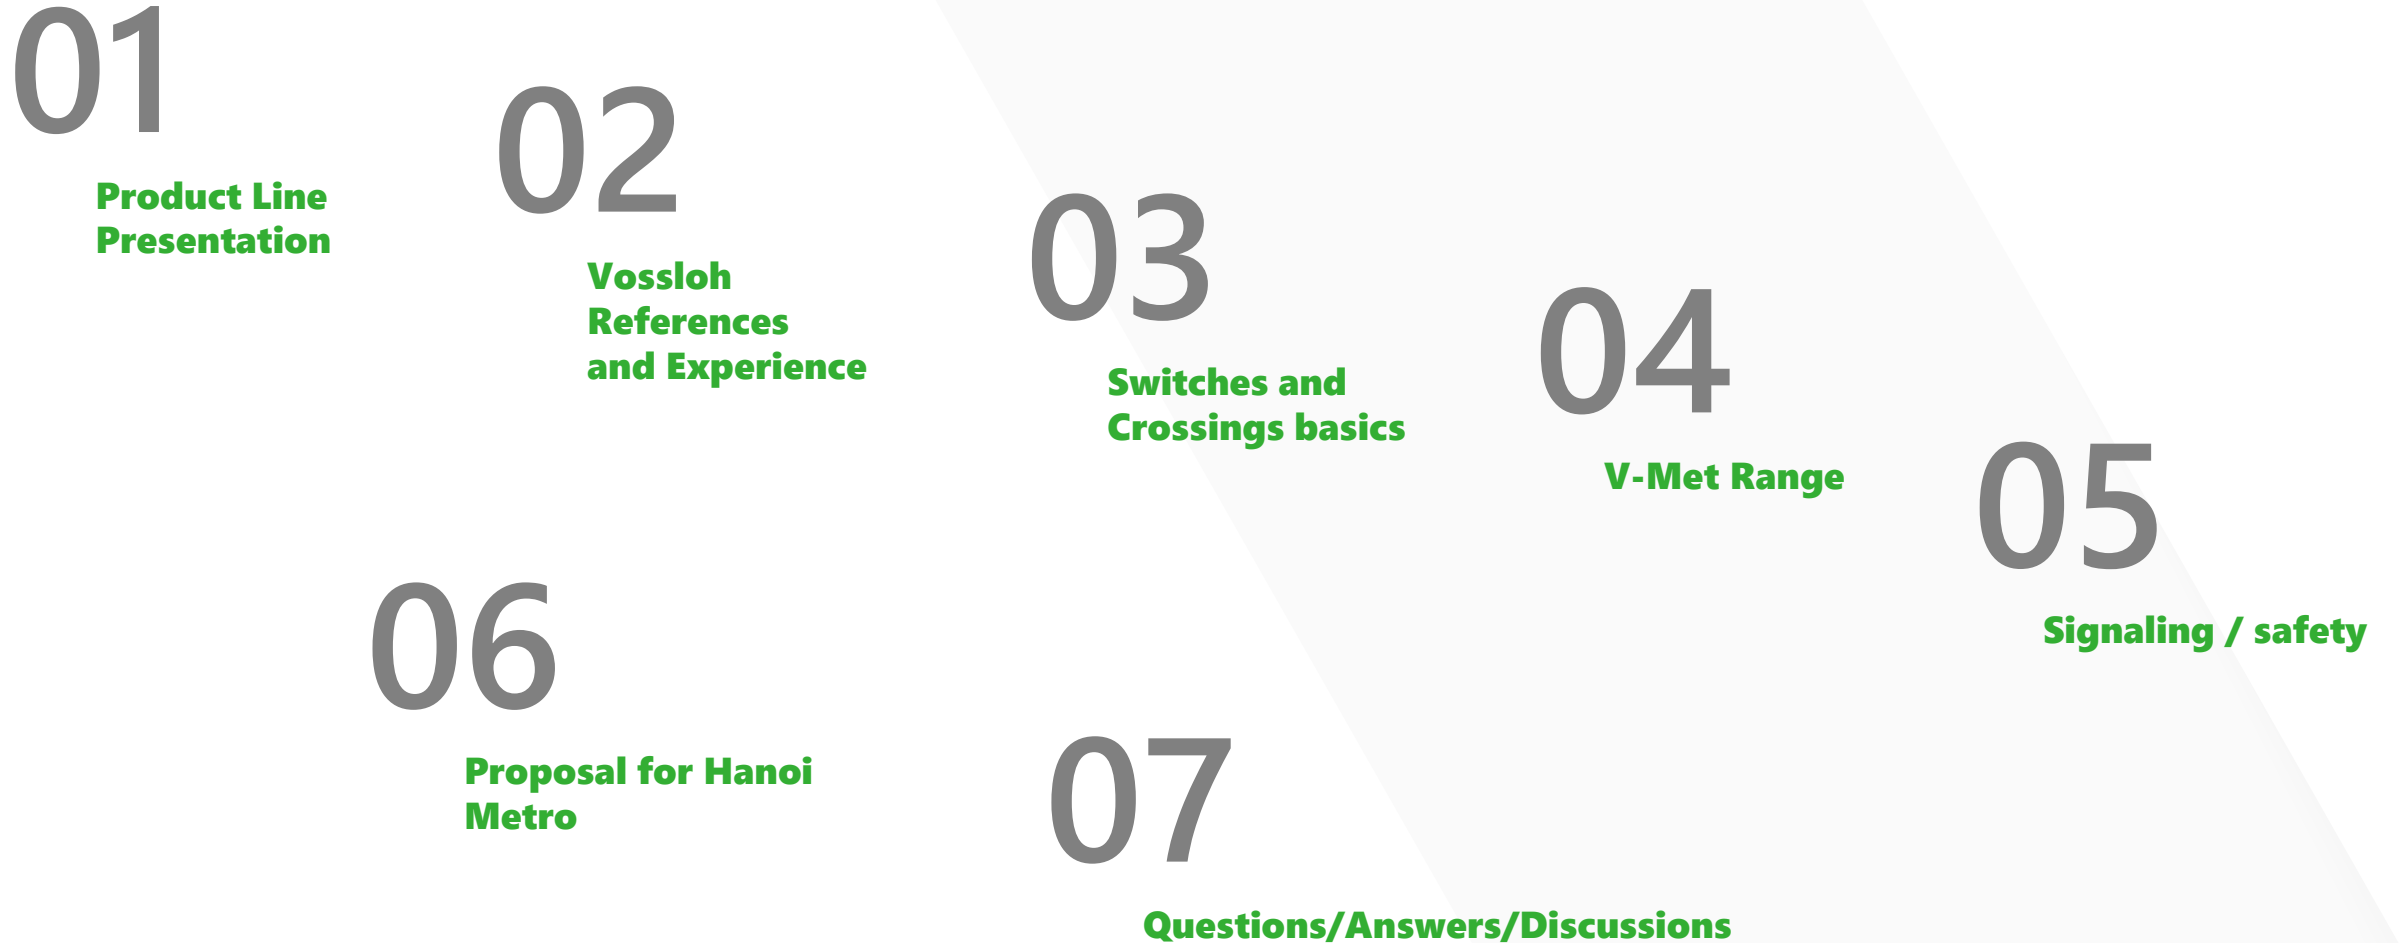 01
Product Line
Presentation
02
Vossloh
References
and Experience
03
Switches and
Crossings basics
04
V-Met Range
05
Signaling / safety
06
Proposal for Hanoi
Metro
07
Questions/Answers/Discussions